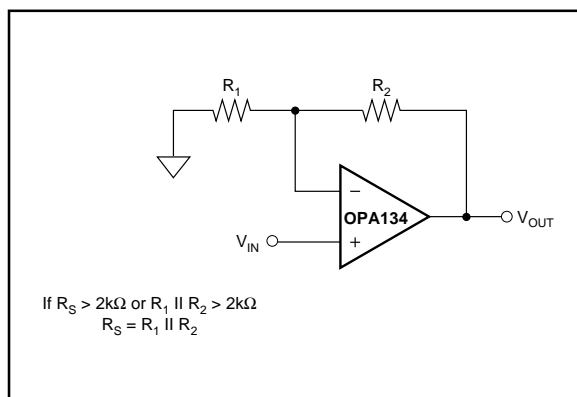 R1
R2
–
OPA134
+
VIN
VOUT
If RS > 2kΩ or R1 II R2 > 2kΩ
RS = R1 II R2